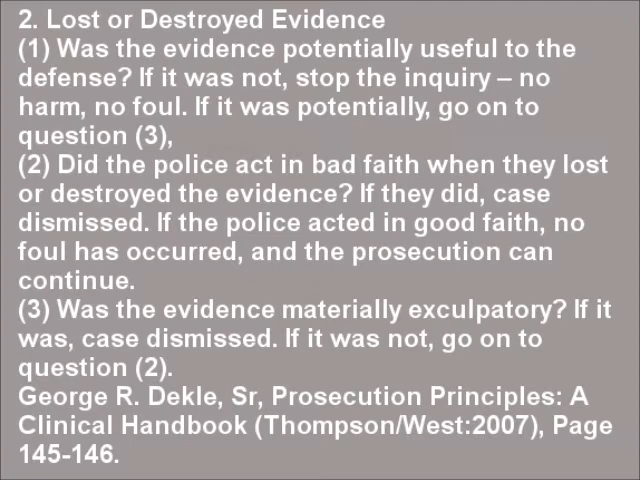 2. Lost or Destroyed Evidence
(1) Was the evidence potentially useful to the
defense? If it was not, stop the inquiry – no
harm, no foul. If it was potentially, go on to
question (3),
(2) Did the police act in bad faith when they lost
or destroyed the evidence? If they did, case
dismissed. If the police acted in good faith, no
foul has occurred, and the prosecution can
continue.
(3) Was the evidence materially exculpatory? If it
was, case dismissed. If it was not, go on to
question (2).
George R. Dekle, Sr, Prosecution Principles: A
Clinical Handbook (Thompson/West:2007), Page
145-146.